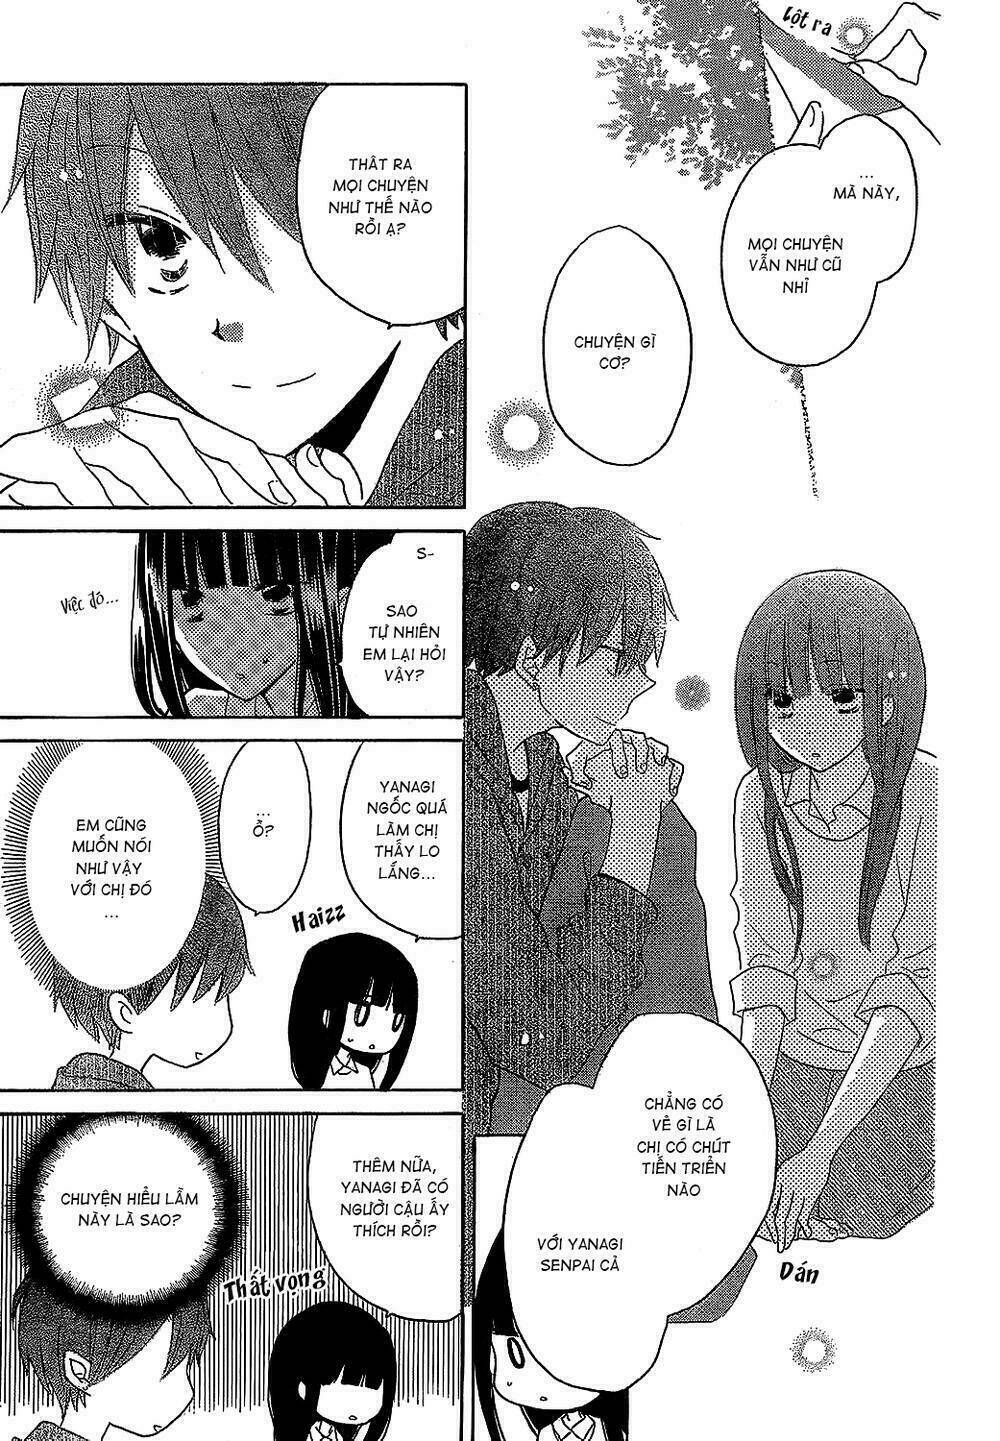 lột ra
...
MÀ NÀY,
MỌI CHUYỆN
VẪN NHƯ CŨ
NHỈ
CHUYỆN GÌ
CƠ?
CHẲNG CÓ
VẺ GÌ LÀ
CHỊ CÓ CHÚT
TIẾN TRIỂN
NÀO
VỚI YANAGI
SENPAI CẢ
Dán
THẬT RA
MỌI CHUYỆN
NHƯ THẾ NÀO
RỒI Ạ?
S-
SAO
TỰ NHIÊN
EM LẠI HỎI
VẬY?
Việc đó...
YANAGI
NGỐC QUÁ
LÀM CHỊ
THẤY LO
LẮNG...
Haizz
...
Ồ?
EM CŨNG
MUỐN NÓI
NHƯ VẬY
VỚI CHỊ ĐÓ
...
THÊM NỮA,
YANAGI ĐÃ CÓ
NGƯỜI CẬU ẤY
THÍCH RỒI?
Thất vọng
CHUYỆN HIỂU LẦM
NÀY LÀ SAO?